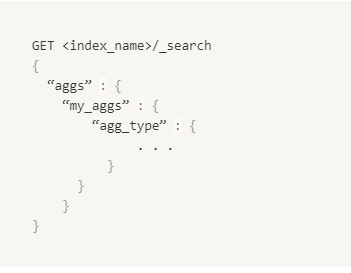 GET <index_name>/_search
{
“aggs” : {
“my_aggs” : {
“agg_type” : {
. . .
}
}
}
}